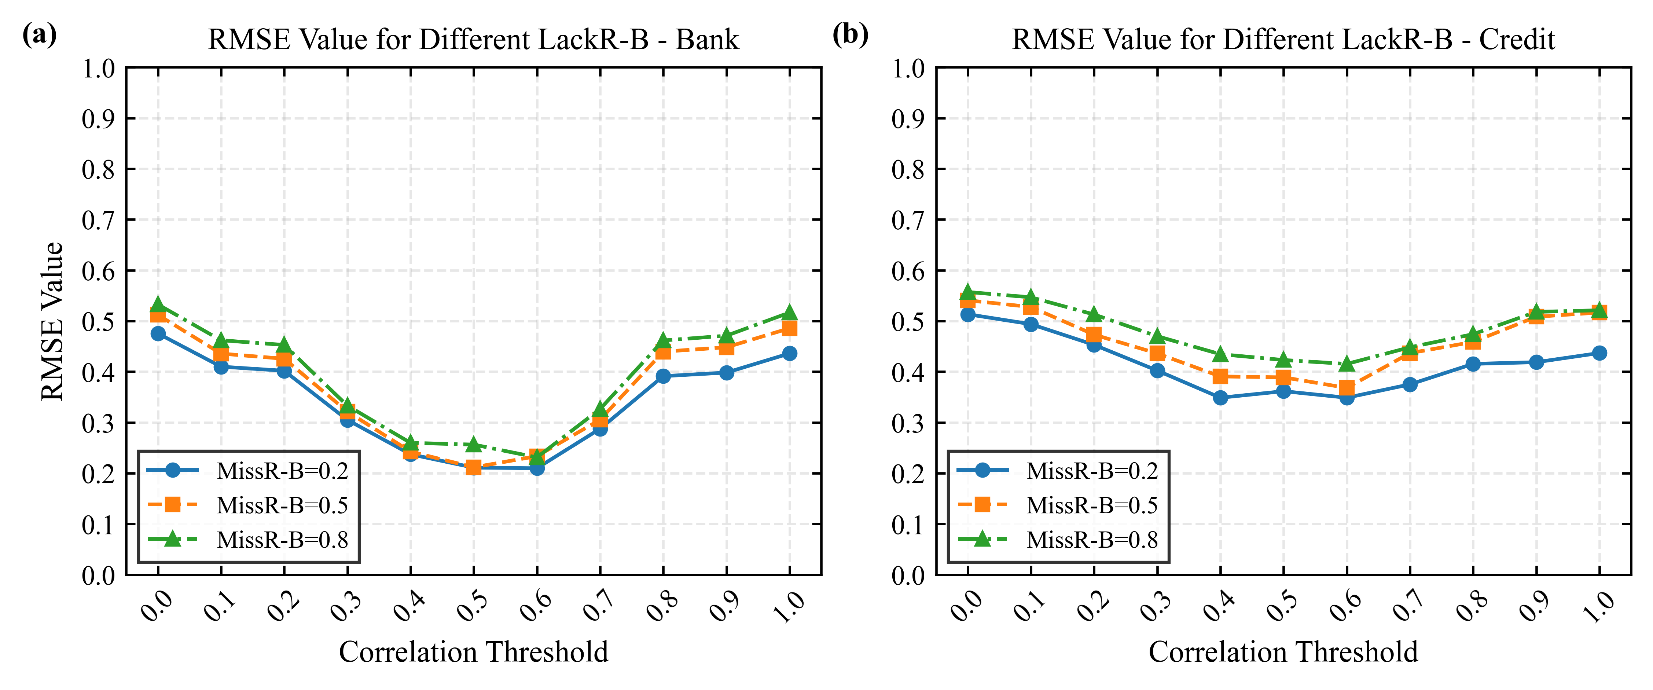 (a)
RMSE Value for Different LackR-B - Bank
1.0
0.9
0.8
0.7
0.6
0.5
0.4
0.3
0.2
0.1
0.0
RMSE Value
MissR-B=0.2
MissR-B=0.5
MissR-B=0.8
0.0 0.1 0.2 0.3 0.4 0.5 0.6 0.7 0.8 0.9 1.0
Correlation Threshold
(b)
RMSE Value for Different LackR-B - Credit
1.0
0.9
0.8
0.7
0.6
0.5
0.4
0.3
0.2
0.1
0.0
MissR-B=0.2
MissR-B=0.5
MissR-B=0.8
0.0 0.1 0.2 0.3 0.4 0.5 0.6 0.7 0.8 0.9 1.0
Correlation Threshold